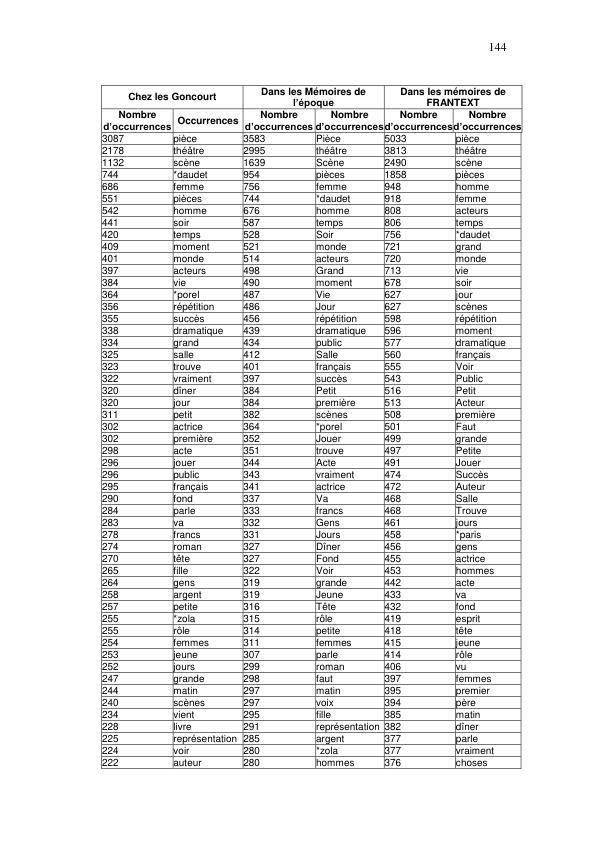 144
Chez les Goncourt Dans les Mémoires de l'époque Dans les mémoires de FRANTEXT
Nombre d'occurrences Occurrences Nombre d'occurrences Nombre d'occurrences Nombre d'occurrences Nombre d'occurrences
3087 pièce 3583 Pièce 5033 pièce
2178 théâtre 2995 théâtre 3813 théâtre
1132 scène 1639 Scène 2490 scène
744 *daudet 954 pièces 1858 pièces
686 femme 756 femme 948 homme
551 pièces 744 *daudet 918 femme
542 homme 676 homme 808 acteurs
441 soir 587 temps 806 temps
420 temps 528 Soir 756 *daudet
409 moment 521 monde 721 grand
401 monde 514 acteurs 720 monde
397 acteurs 498 Grand 713 vie
384 vie 490 moment 678 soir
364 *porel 487 Vie 627 jour
356 répétition 486 Jour 627 scènes
355 succès 456 répétition 598 répétition
338 dramatique 439 dramatique 596 moment
334 grand 434 public 577 dramatique
325 salle 412 Salle 560 français
323 trouve 401 français 555 Voir
322 vraiment 397 succès 543 Public
320 dîner 384 Petit 516 Petit
320 jour 384 première 513 Acteur
311 petit 382 scènes 508 première
302 actrice 364 *porel 501 Faut
302 première 352 Jouer 499 grande
298 acte 351 trouve 497 Petite
296 jouer 344 Acte 491 Jouer
296 public 343 vraiment 474 Succès
295 français 341 actrice 472 Auteur
290 fond 337 Va 468 Salle
284 parle 333 francs 468 Trouve
283 va 332 Gens 461 jours
278 francs 331 Jours 458 *paris
274 roman 327 Dîner 456 gens
270 tête 327 Fond 455 actrice
265 fille 322 Voir 453 hommes
264 gens 319 grande 442 acte
258 argent 319 Jeune 433 va
257 petite 316 Tête 432 fond
255 *zola 315 rôle 419 esprit
255 rôle 314 petite 418 tête
254 femmes 311 femmes 415 jeune
253 jeune 307 parle 414 rôle
252 jours 299 roman 406 vu
247 grande 298 faut 397 femmes
244 matin 297 matin 395 premier
240 scènes 297 voix 394 père
234 vient 295 fille 385 matin
228 livre 291 représentation 382 dîner
225 représentation 285 argent 377 parle
224 voir 280 *zola 377 vraiment
222 auteur 280 hommes 376 choses